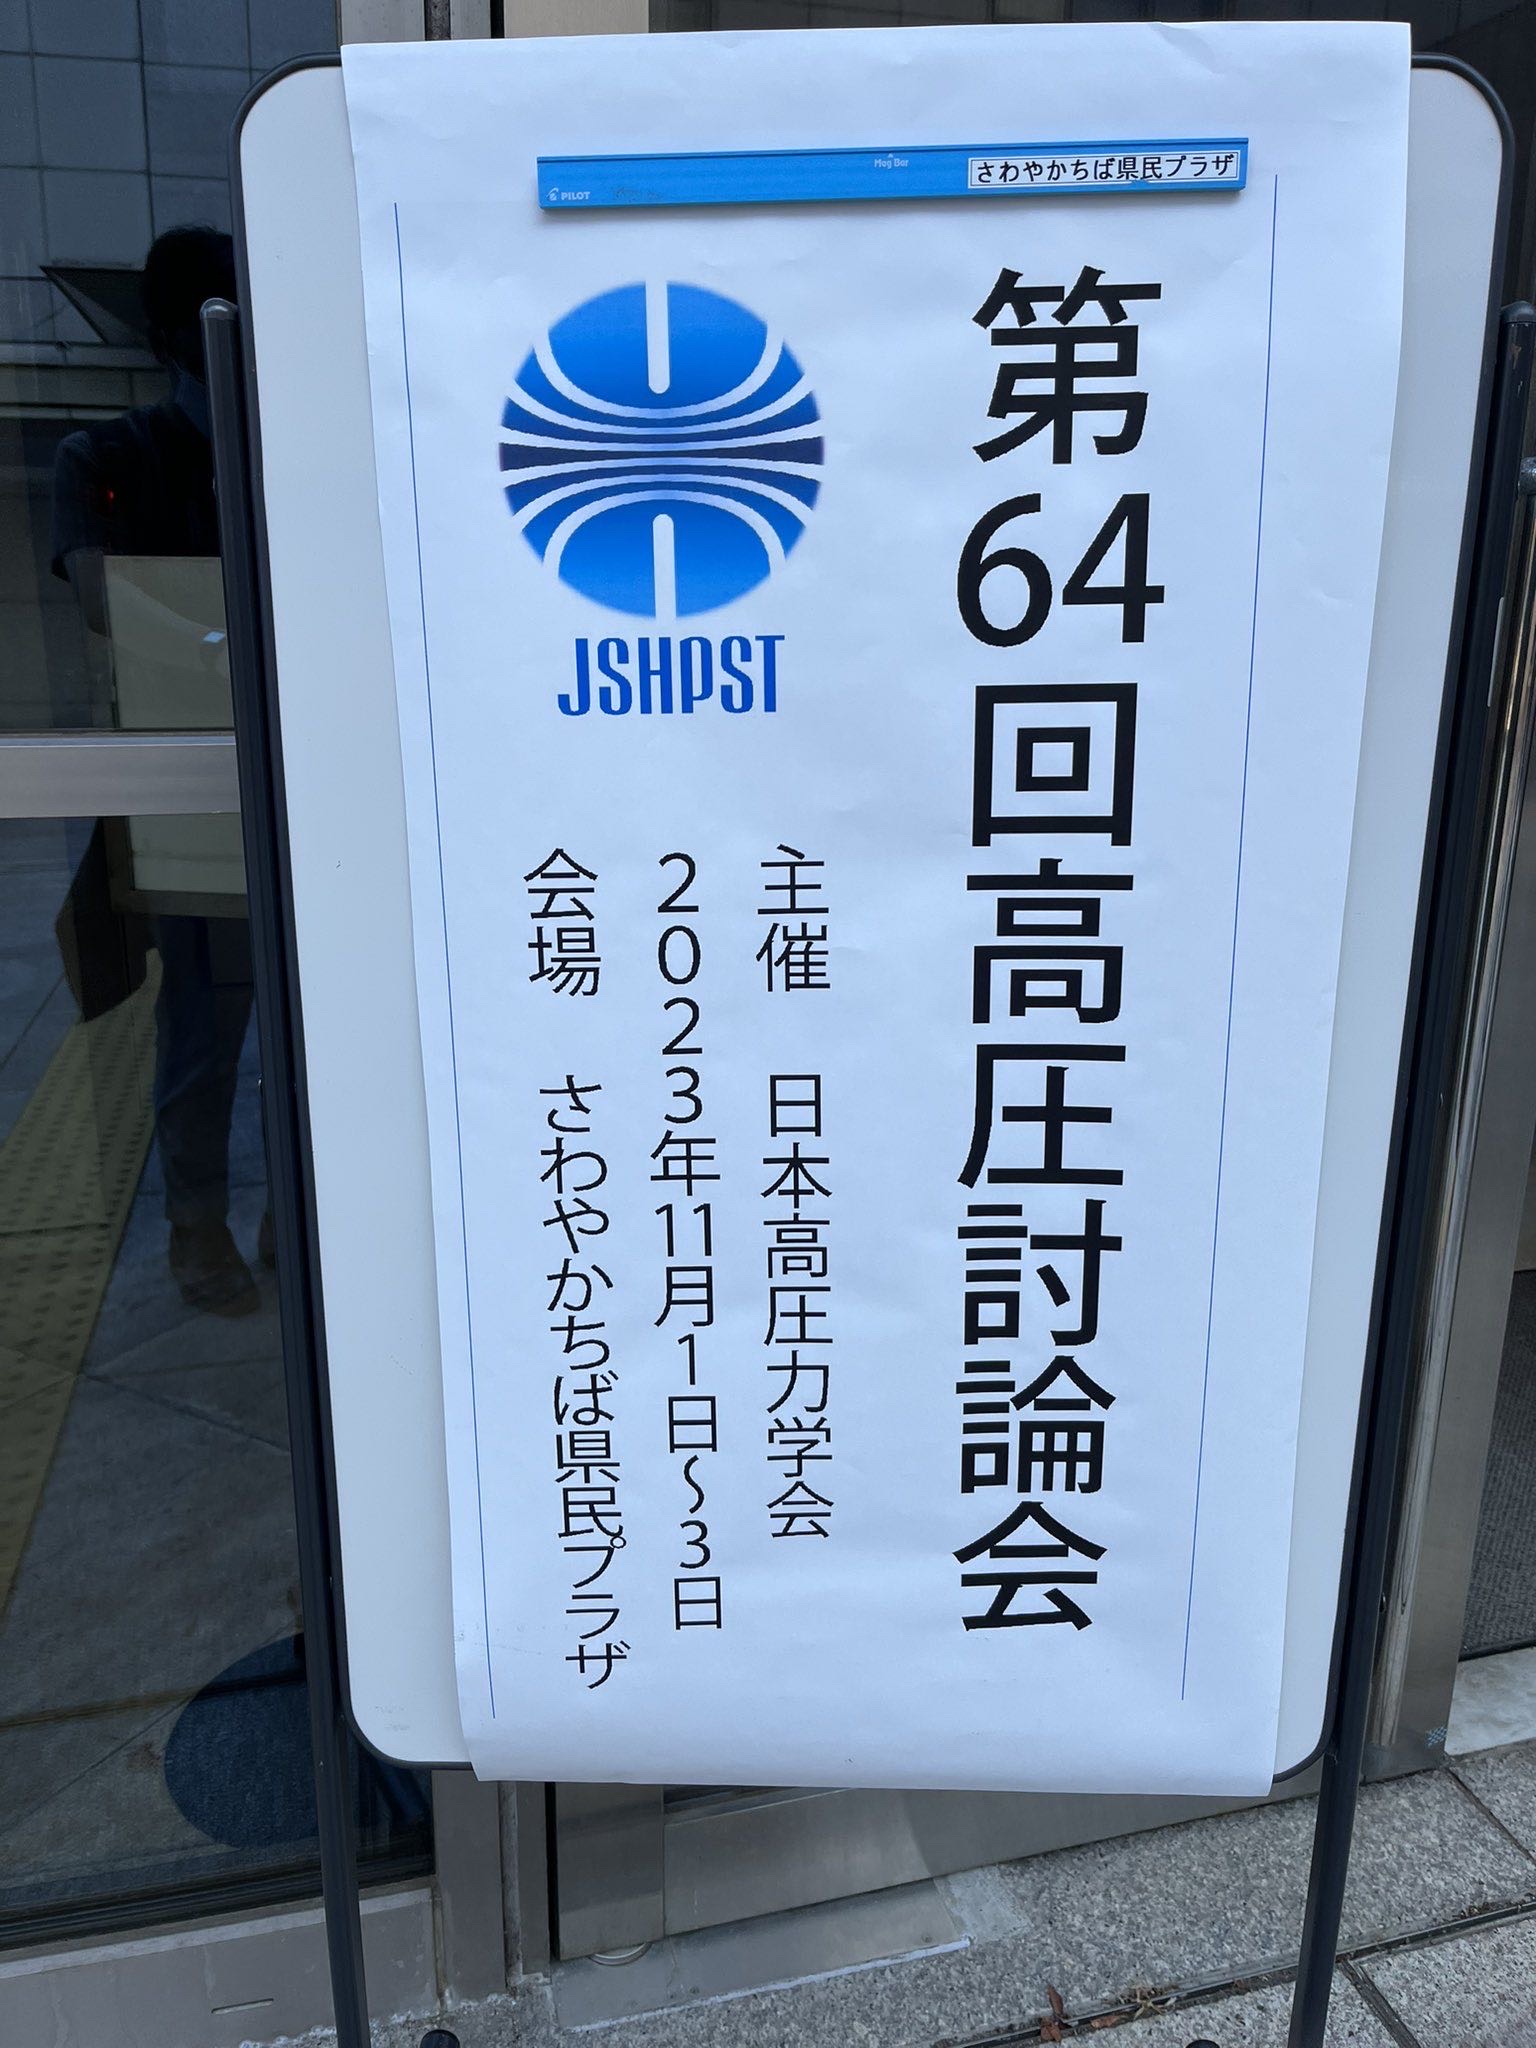 PILOT
Mag Bar
さわやかちば県民プラザ
第64回高圧討論会
JSHPST
主催 日本高圧力学会
2023年11月1日～3日
会場 さわやかちば県民プラザ